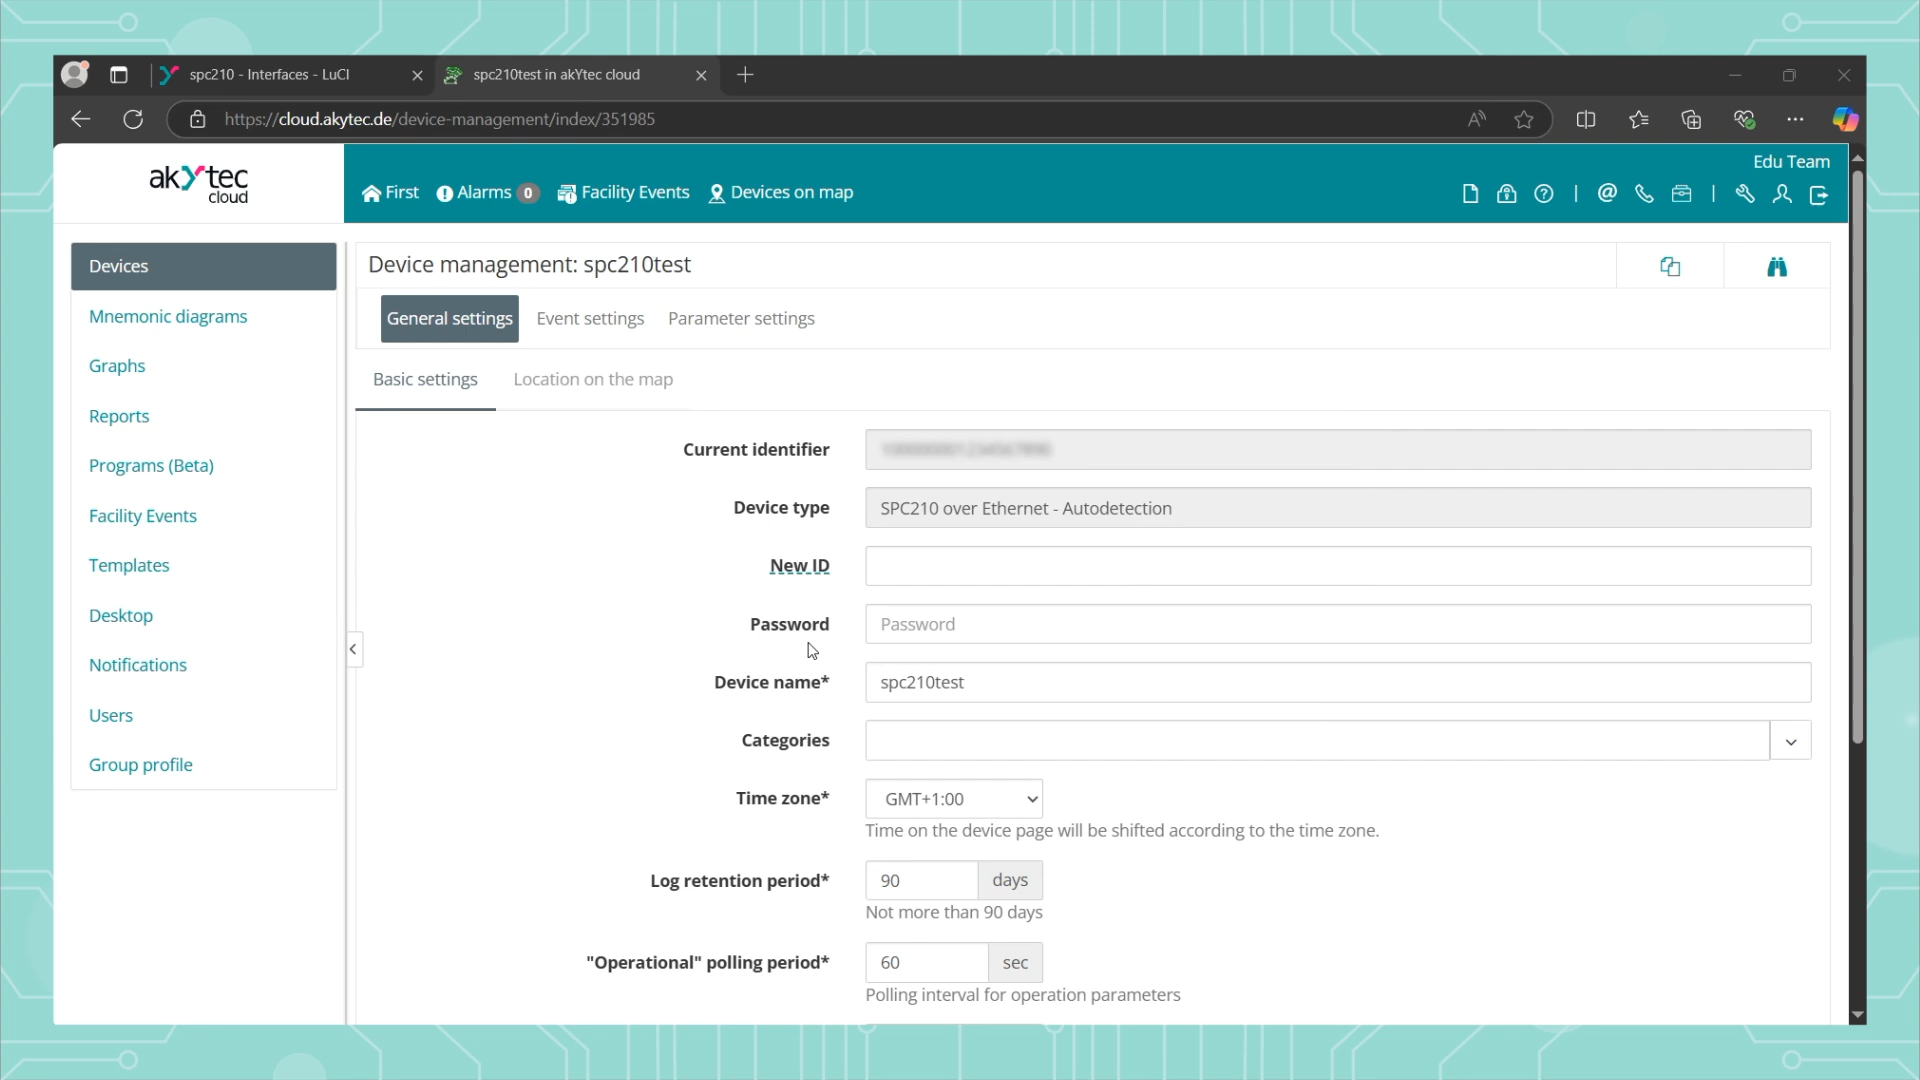 spc210 - Interfaces - LuCI
spc210test in akYtec cloud
https://cloud.akytec.de/device-management/index/351985
akYtec
cloud
Edu Team
First
Alarms 0
Facility Events
Devices on map
Devices
Mnemonic diagrams
Graphs
Reports
Programs (Beta)
Facility Events
Templates
Desktop
Notifications
Users
Group profile
Device management: spc210test
General settings
Event settings
Parameter settings
Basic settings
Location on the map
Current identifier
Device type
SPC210 over Ethernet - Autodetection
New ID
Password
Password
Device name*
spc210test
Categories
Time zone*
GMT+1:00
Time on the device page will be shifted according to the time zone.
Log retention period*
90 days
Not more than 90 days
"Operational" polling period*
60 sec
Polling interval for operation parameters